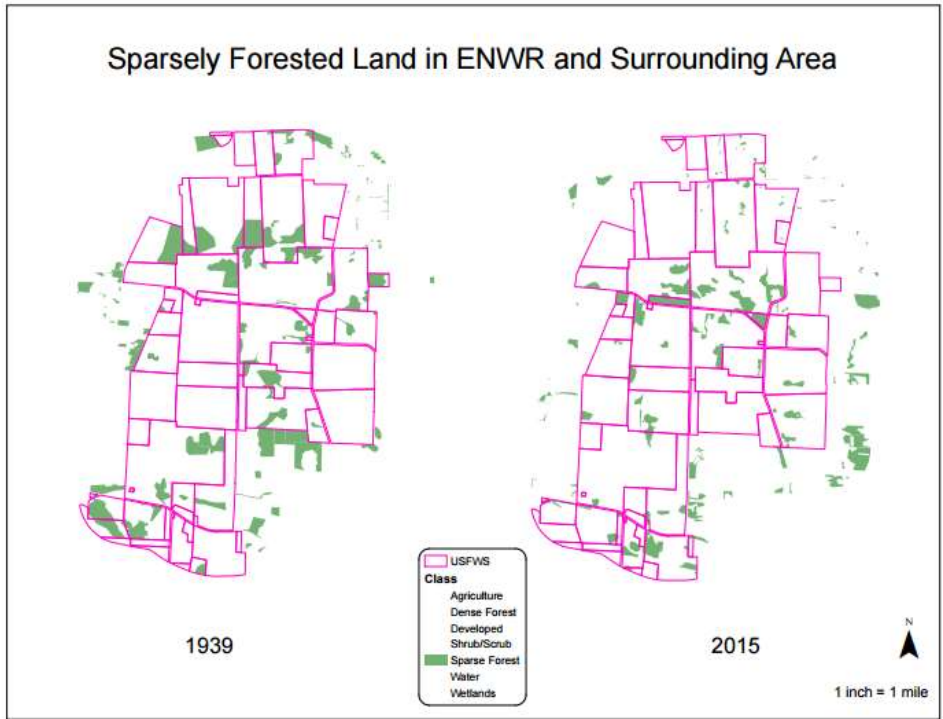 Sparsely Forested Land in ENWR and Surrounding Area
1939
USFWS
Class
Agriculture
Dense Forest
Developed
Shrub/Scrub
Sparse Forest
Water
Wetlands
2015
N
1 inch = 1 mile